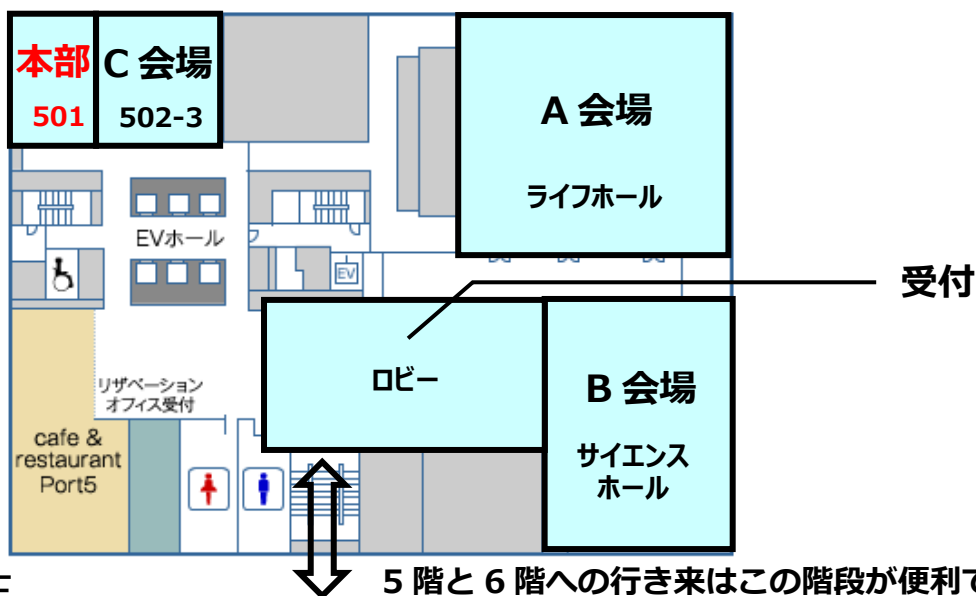 本部
501
C 会場
502-3
A 会場
ライフホール
EVホール
EV
受付
ロビー
B 会場
サイエンス
ホール
リザベーション
オフィス受付
cafe &
restaurant
Port5
5 階と 6 階への行き来はこの階段が便利で